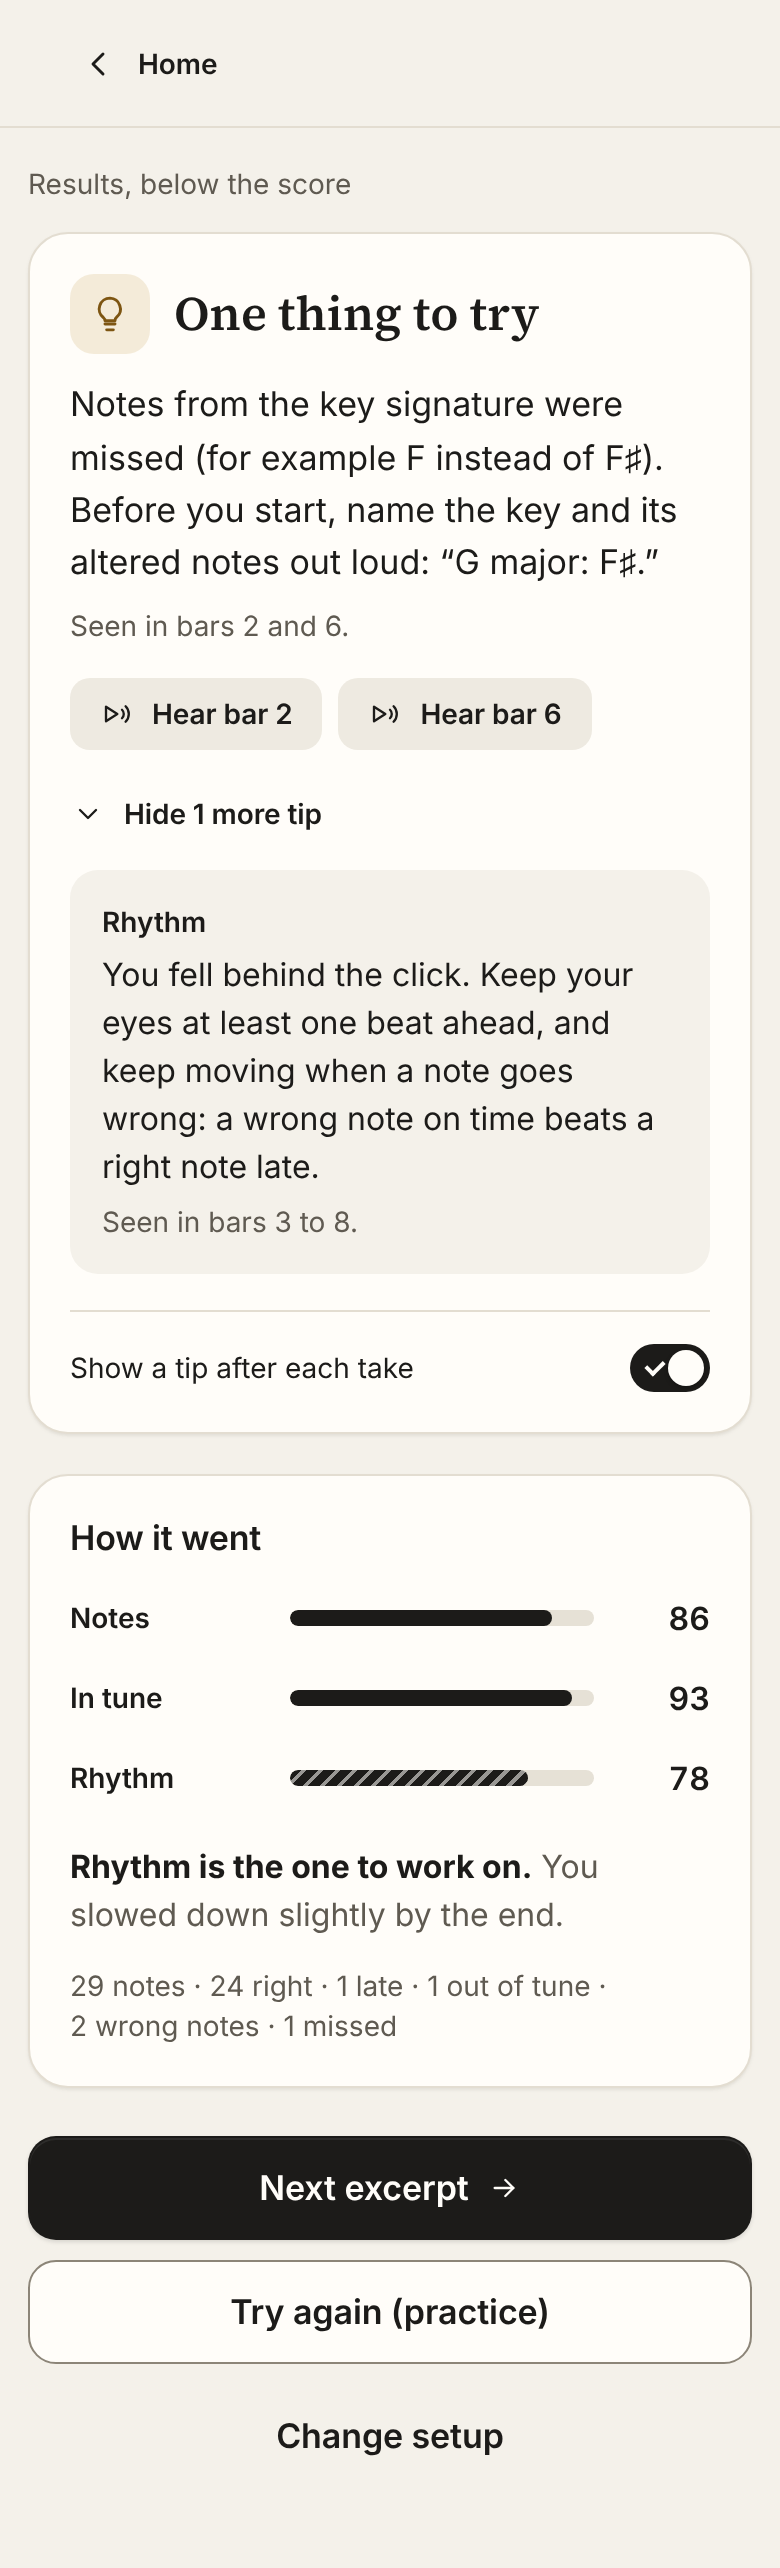 Home
Results, below the score
One thing to try
Notes from the key signature were
missed (for example F instead of F♯).
Before you start, name the key and its
altered notes out loud: “G major: F♯.”
Seen in bars 2 and 6.
Hear bar 2
Hear bar 6
Hide 1 more tip
Rhythm
You fell behind the click. Keep your
eyes at least one beat ahead, and
keep moving when a note goes
wrong: a wrong note on time beats a
right note late.
Seen in bars 3 to 8.
Show a tip after each take
How it went
Notes 86
In tune 93
Rhythm 78
Rhythm is the one to work on. You
slowed down slightly by the end.
29 notes · 24 right · 1 late · 1 out of tune ·
2 wrong notes · 1 missed
Next excerpt →
Try again (practice)
Change setup